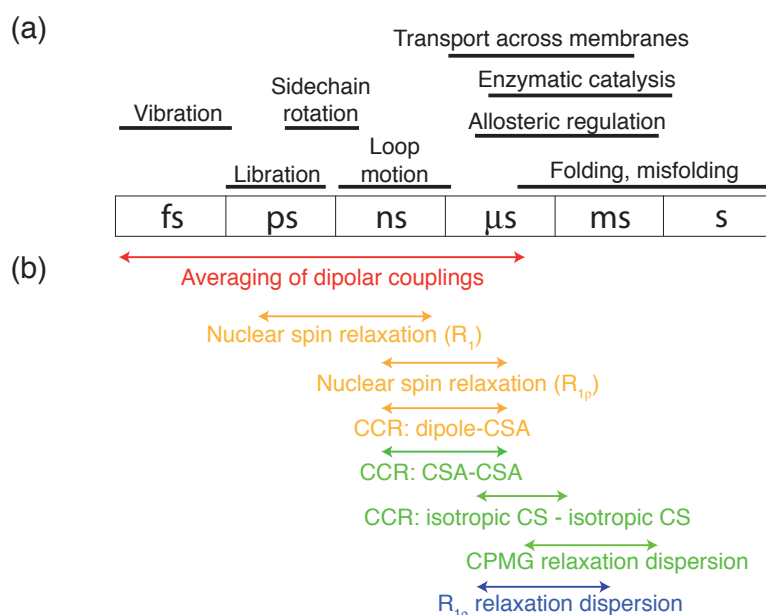 (a)
Transport across membranes
Sidechain
rotation
Enzymatic catalysis
Vibration
Allosteric regulation
Loop
motion
Libration
Folding, misfolding
fs ps ns μs ms s
(b)
Averaging of dipolar couplings
Nuclear spin relaxation (R₁)
Nuclear spin relaxation (R₁ρ)
CCR: dipole-CSA
CCR: CSA-CSA
CCR: isotropic CS - isotropic CS
CPMG relaxation dispersion
R₁ρ relaxation dispersion